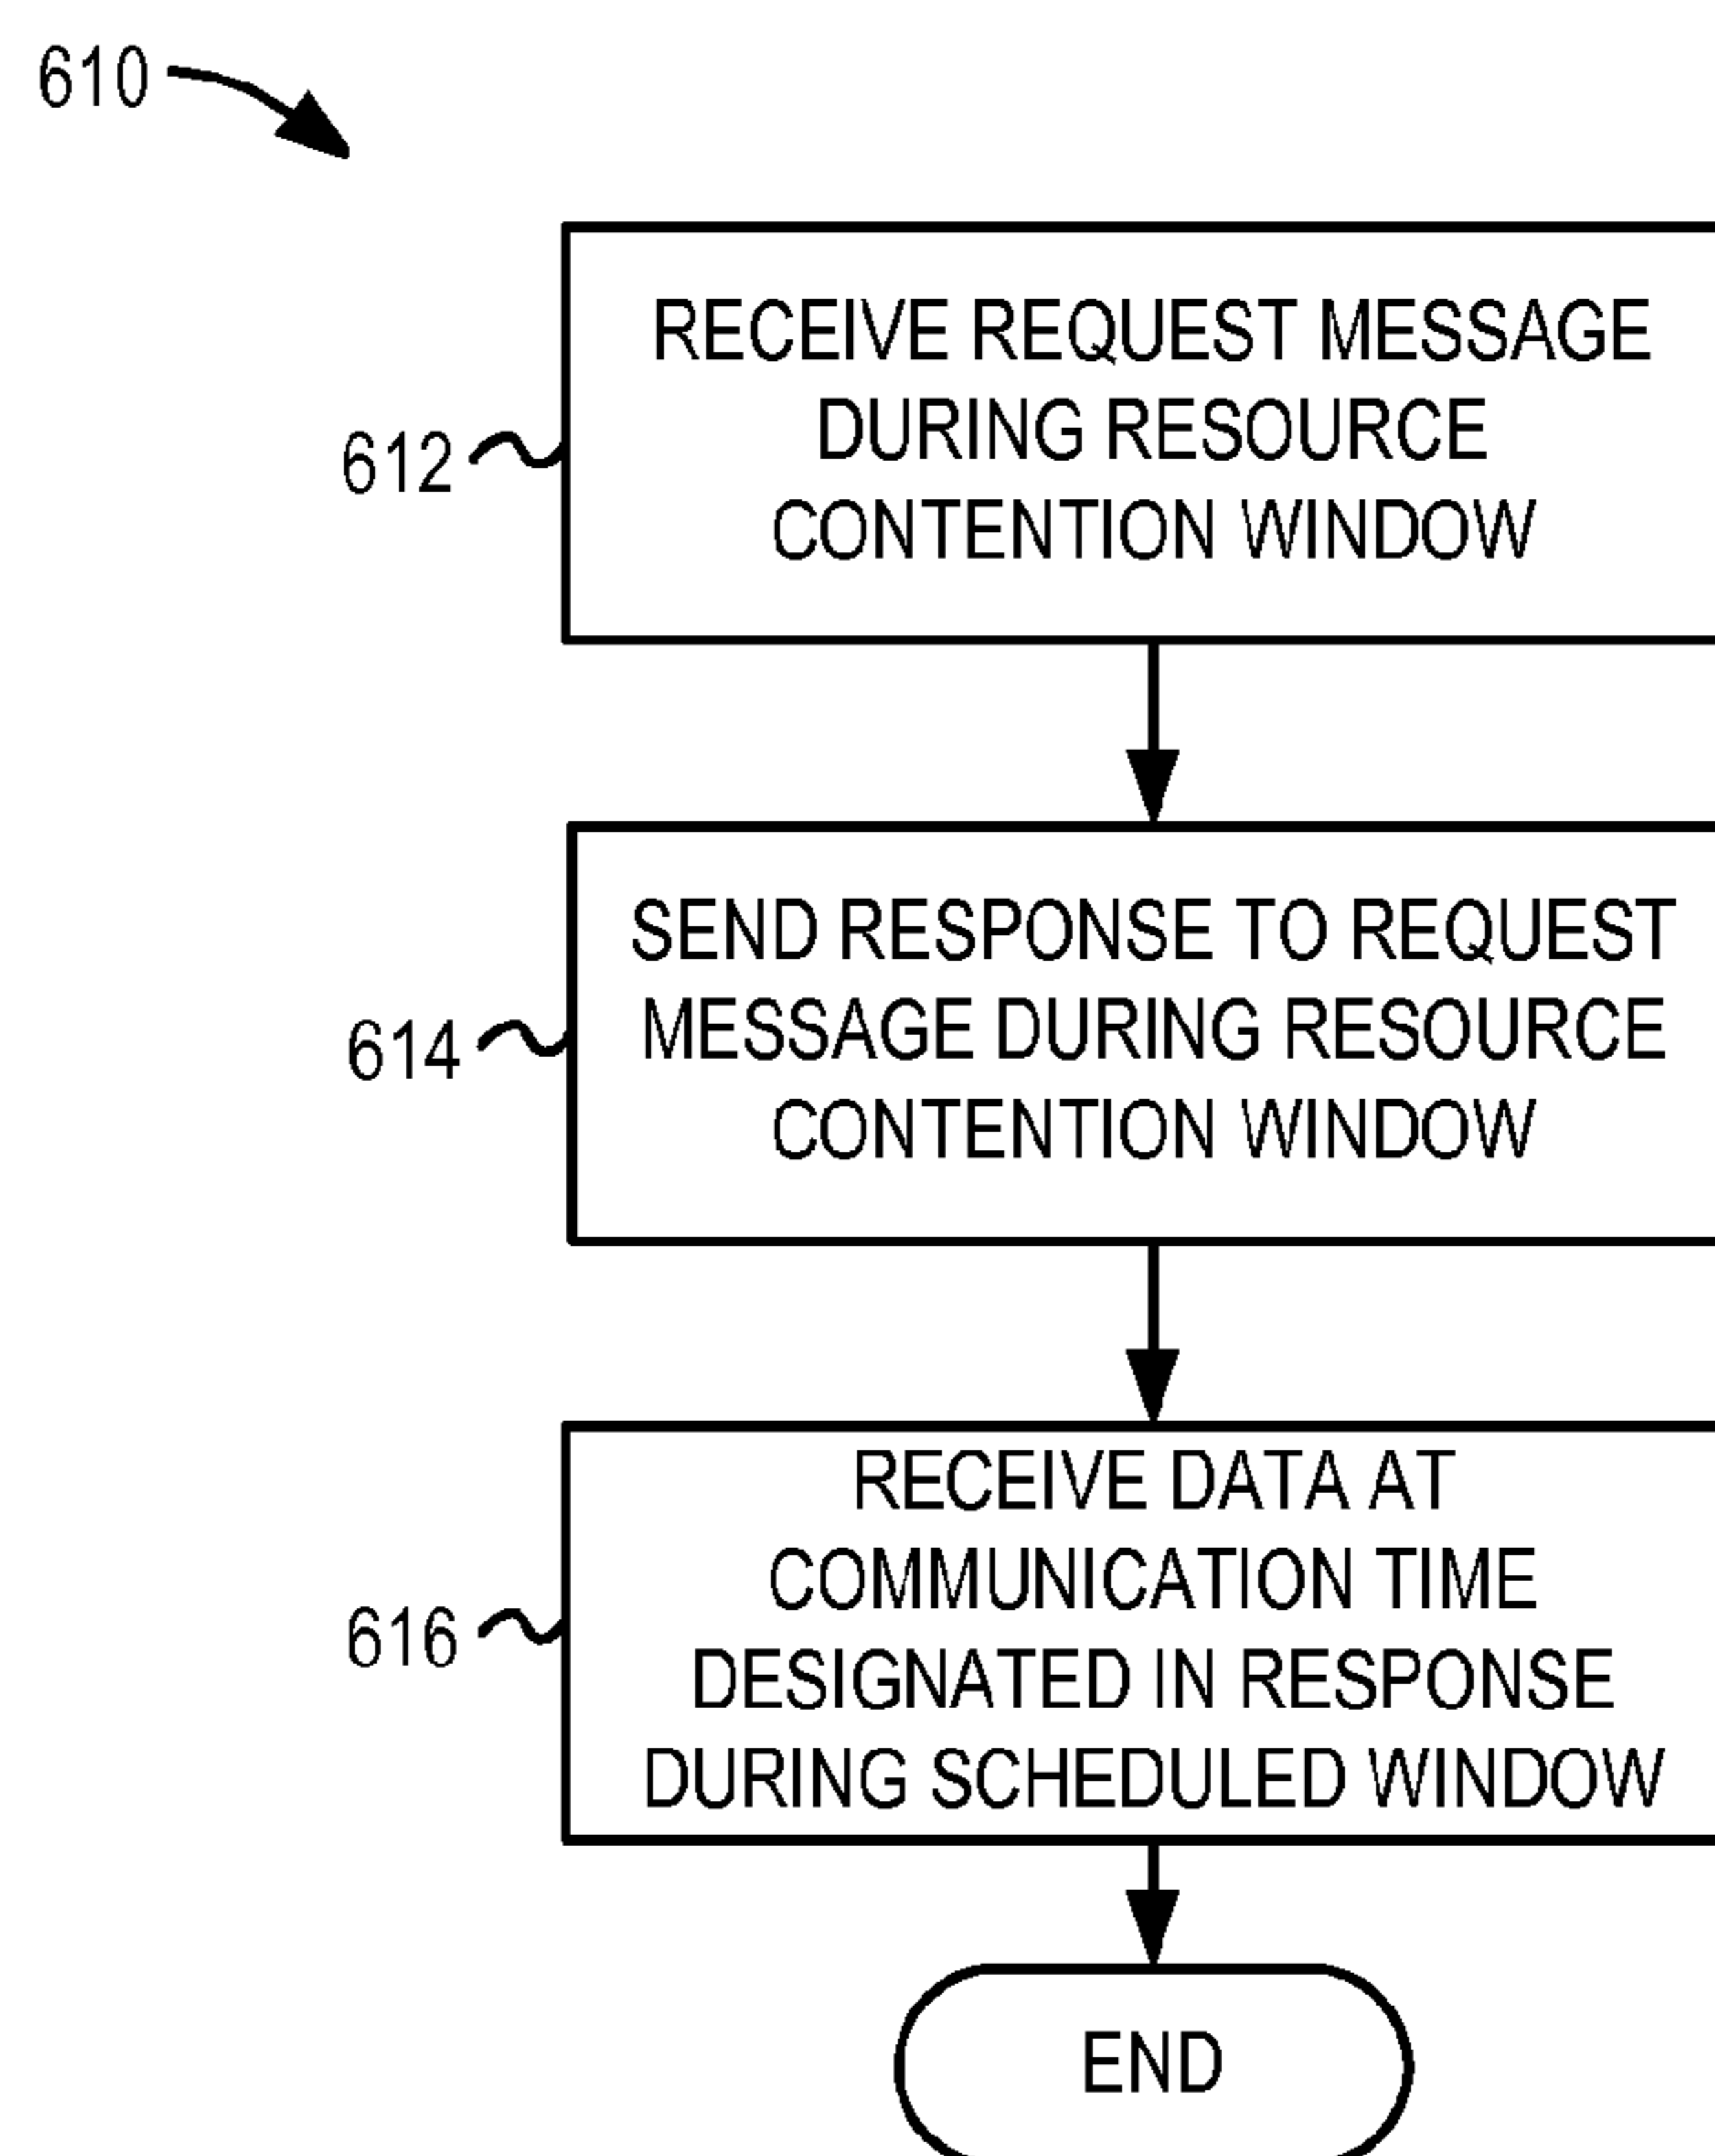 610
RECEIVE REQUEST MESSAGE
DURING RESOURCE
CONTENTION WINDOW
612
SEND RESPONSE TO REQUEST
MESSAGE DURING RESOURCE
CONTENTION WINDOW
614
RECEIVE DATA AT
COMMUNICATION TIME
DESIGNATED IN RESPONSE
DURING SCHEDULED WINDOW
616
END